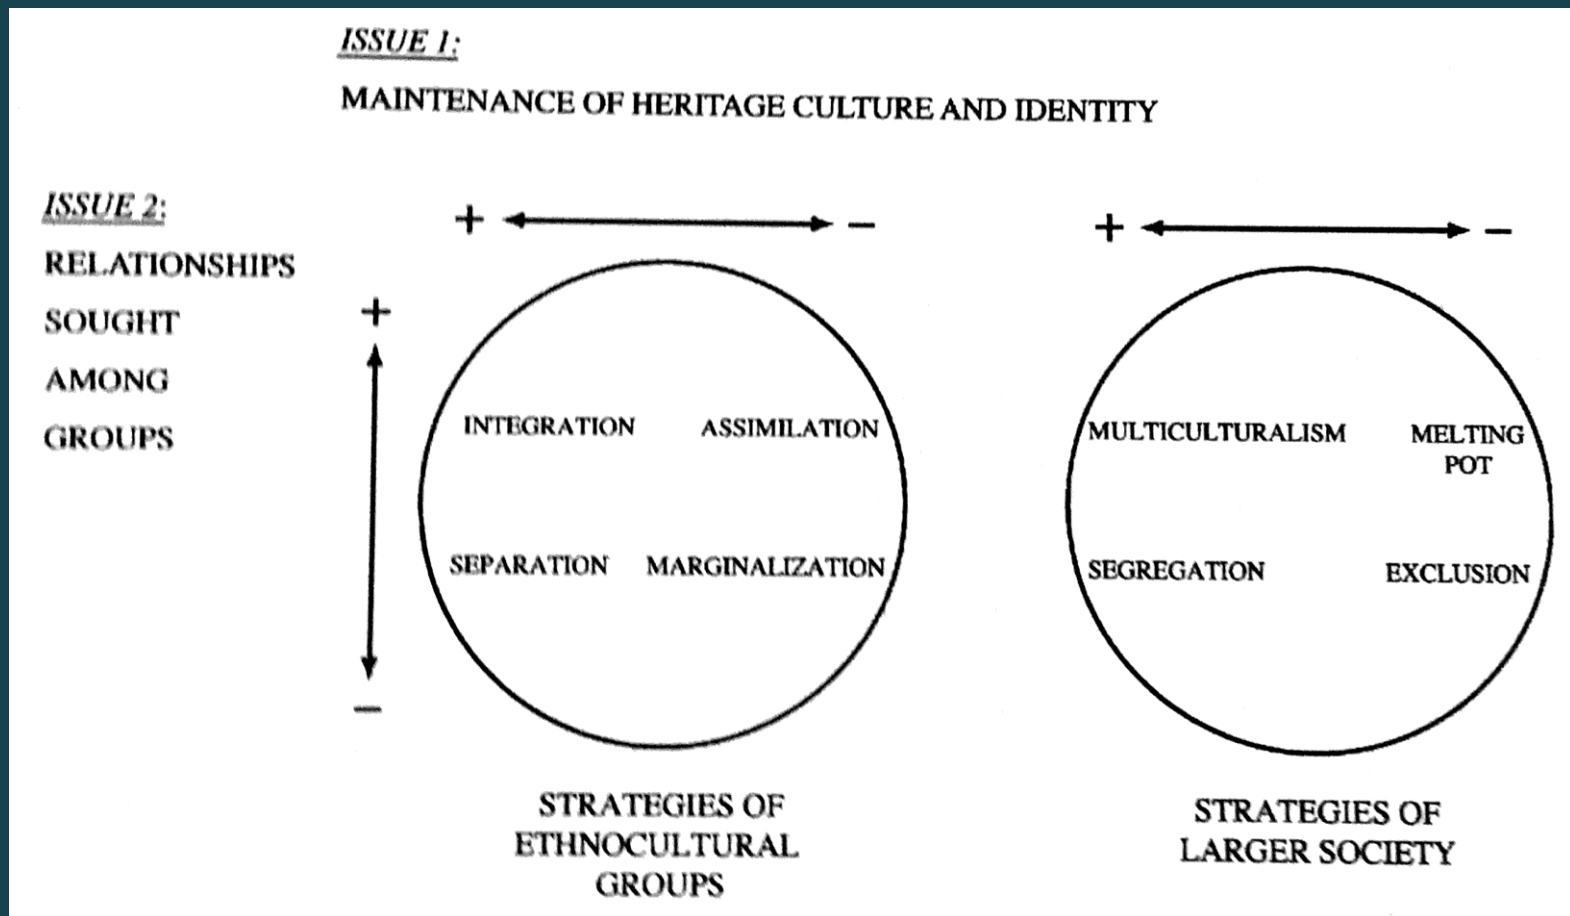 ISSUE 1:
MAINTENANCE OF HERITAGE CULTURE AND IDENTITY
ISSUE 2:
RELATIONSHIPS
SOUGHT
AMONG
GROUPS
+ −
+ −
+
−
INTEGRATION ASSIMILATION
SEPARATION MARGINALIZATION
MULTICULTURALISM MELTING
POT
SEGREGATION EXCLUSION
STRATEGIES OF
ETHNOCULTURAL
GROUPS
STRATEGIES OF
LARGER SOCIETY